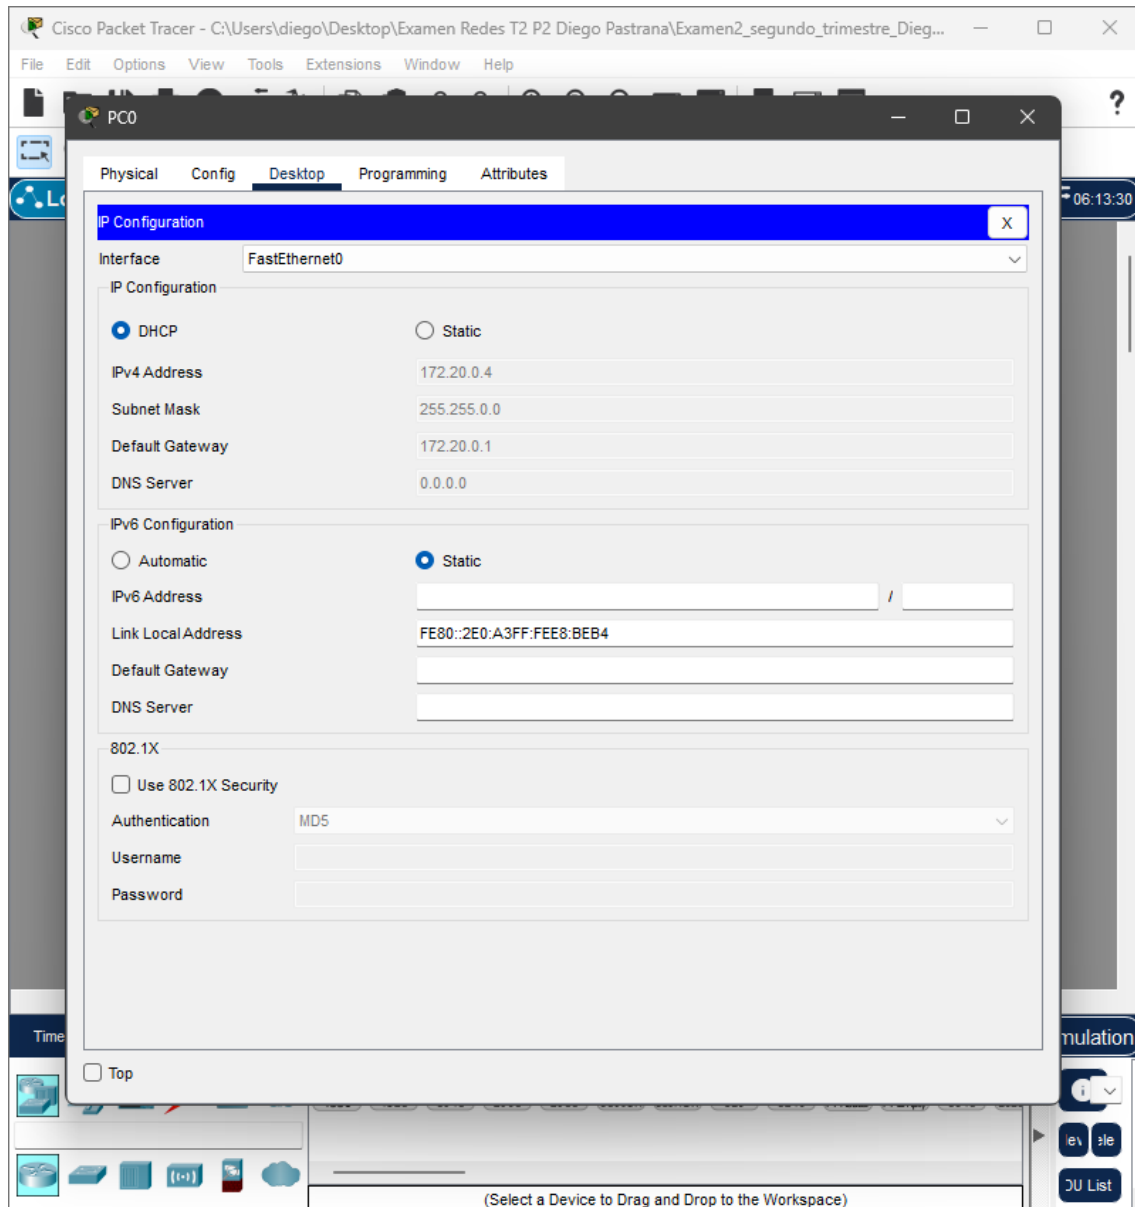 Cisco Packet Tracer - C:\Users\diego\Desktop\Examen Redes T2 P2 Diego Pastrana\Examen2_segundo_trimestre_Dieg...
File Edit Options View Tools Extensions Window Help
?
PC0
Physical Config Desktop Programming Attributes
Lo
06:13:30
IP Configuration
X
Interface FastEthernet0
IP Configuration
DHCP Static
IPv4 Address 172.20.0.4
Subnet Mask 255.255.0.0
Default Gateway 172.20.0.1
DNS Server 0.0.0.0
IPv6 Configuration
Automatic Static
IPv6 Address /
Link Local Address FE80::2E0:A3FF:FEE8:BEB4
Default Gateway
DNS Server
802.1X
Use 802.1X Security
Authentication MD5
Username
Password
Time
mulation
Top
ele
OU List
(Select a Device to Drag and Drop to the Workspace)